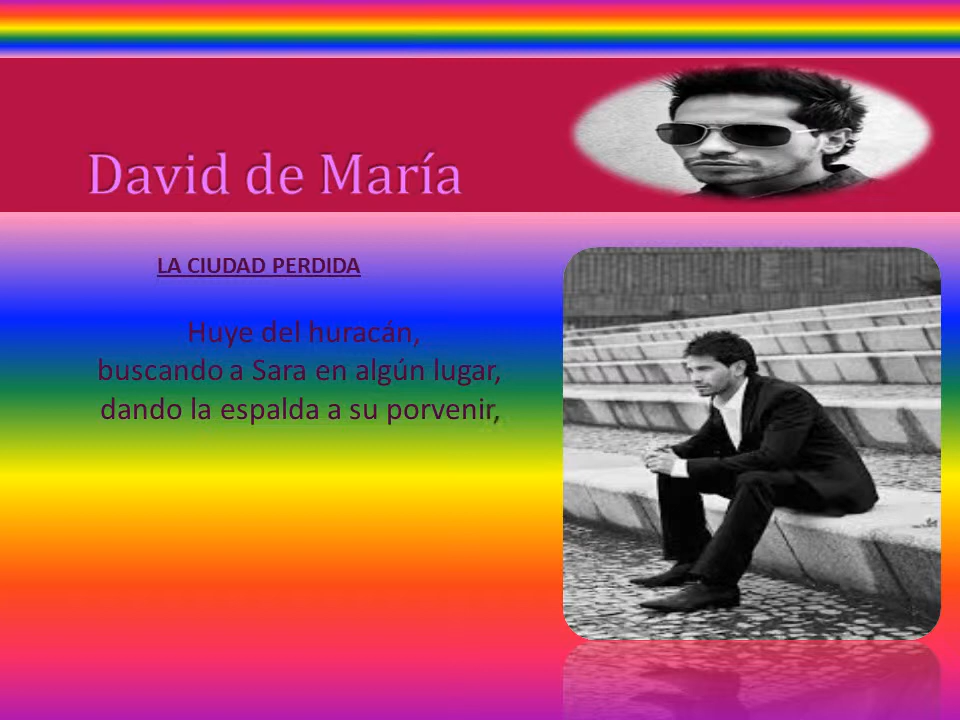 David de María
LA CIUDAD PERDIDA
Huye del huracán,
buscando a Sara en algún lugar,
dando la espalda a su porvenir,